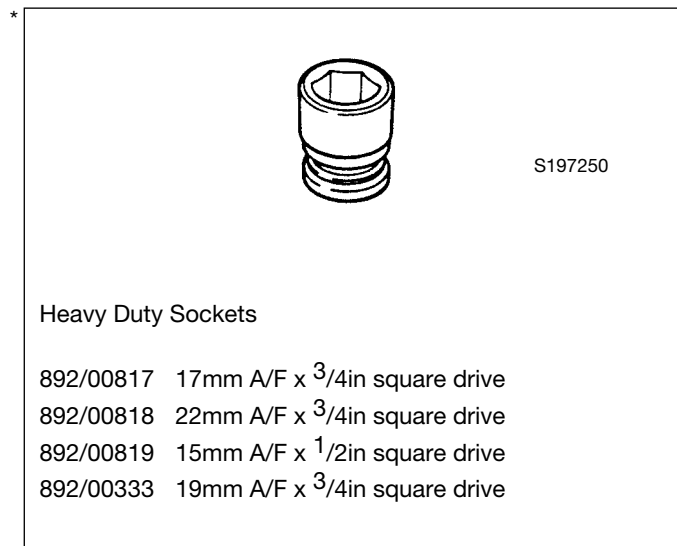 *
S197250
Heavy Duty Sockets
892/00817 17mm A/F x 3/4in square drive
892/00818 22mm A/F x 3/4in square drive
892/00819 15mm A/F x 1/2in square drive
892/00333 19mm A/F x 3/4in square drive